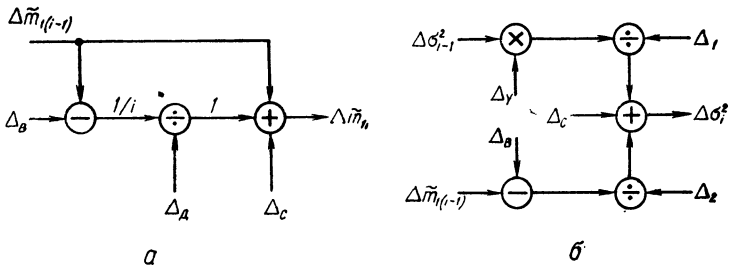 Δm̃₁₍ᵢ₋₁₎
Δв − 1/i ÷ 1 + Δm̃₁ᵢ
Δд Δс
а
Δσ²ᵢ₋₁ × ÷ Δ₁
Δу
Δс + Δσ²ᵢ
Δв
Δm̃₁₍ᵢ₋₁₎ − ÷ Δ₂
б